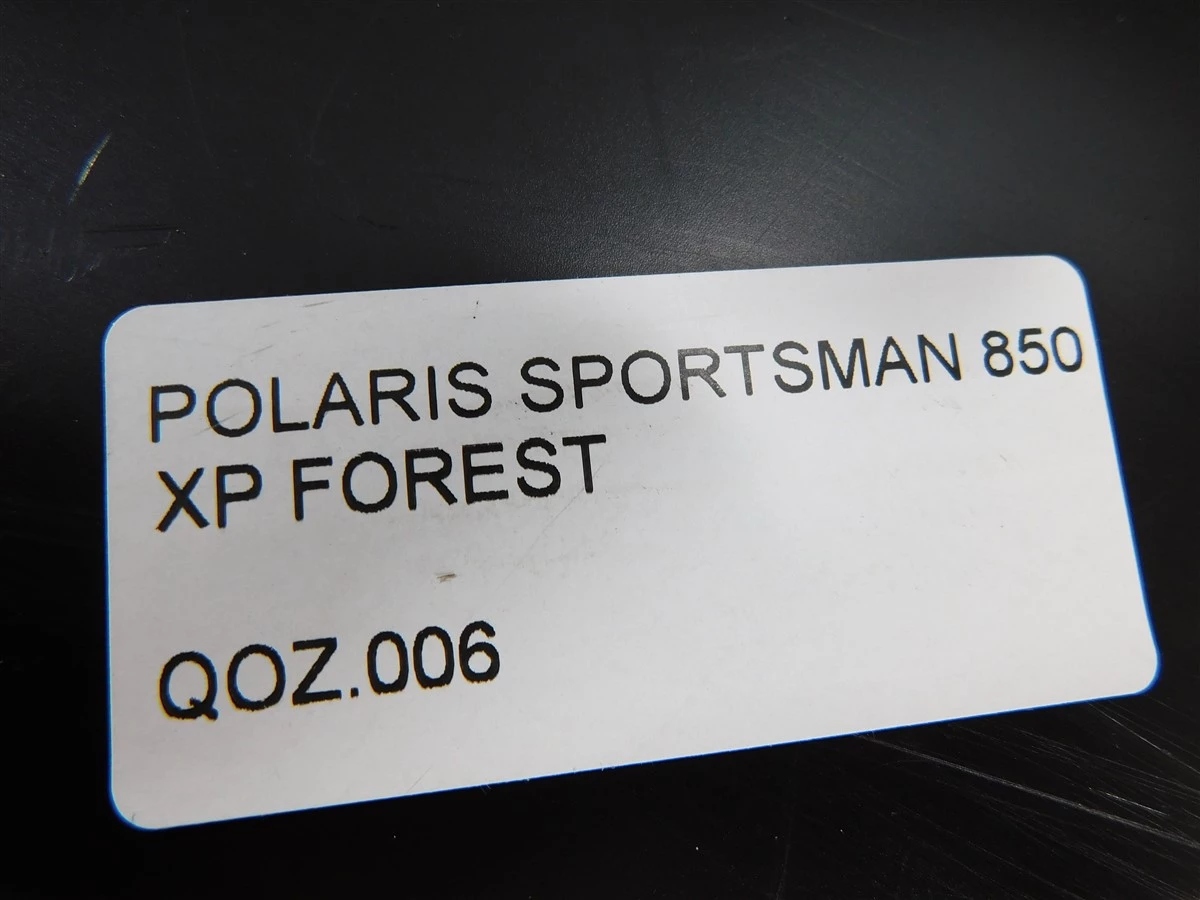 POLARIS SPORTSMAN 850
XP FOREST
QOZ.006